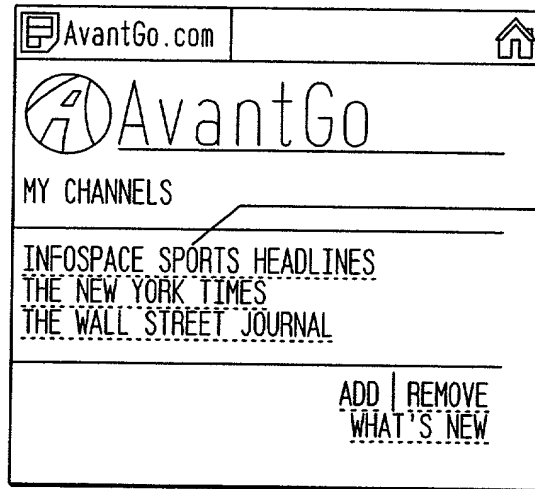 AvantGo.com
AvantGo
MY CHANNELS
INFOSPACE SPORTS HEADLINES
THE NEW YORK TIMES
THE WALL STREET JOURNAL
ADD | REMOVE
WHAT'S NEW